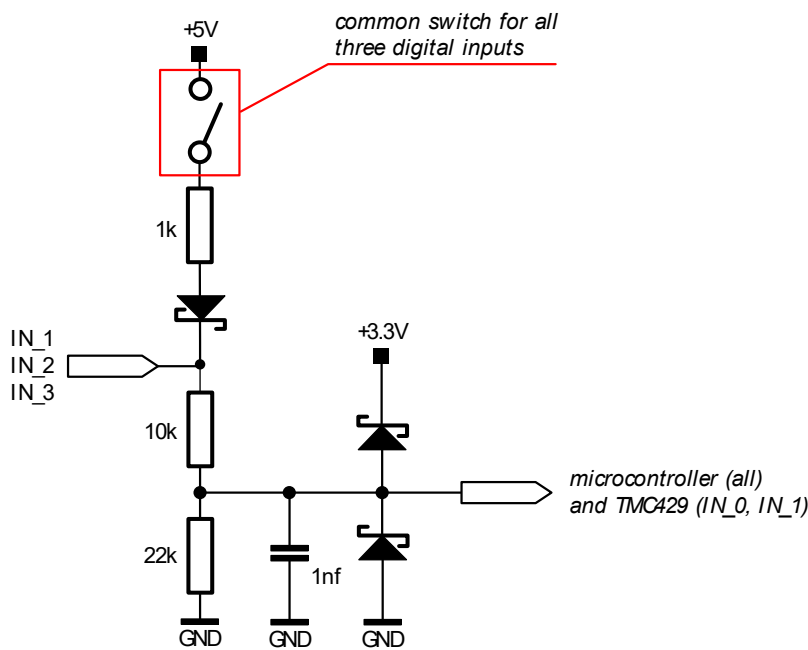 common switch for all
three digital inputs
+5V
1k
IN_1
IN_2
IN_3
+3.3V
10k
microcontroller (all)
and TMC429 (IN_0, IN_1)
22k
1nf
GND
GND
GND